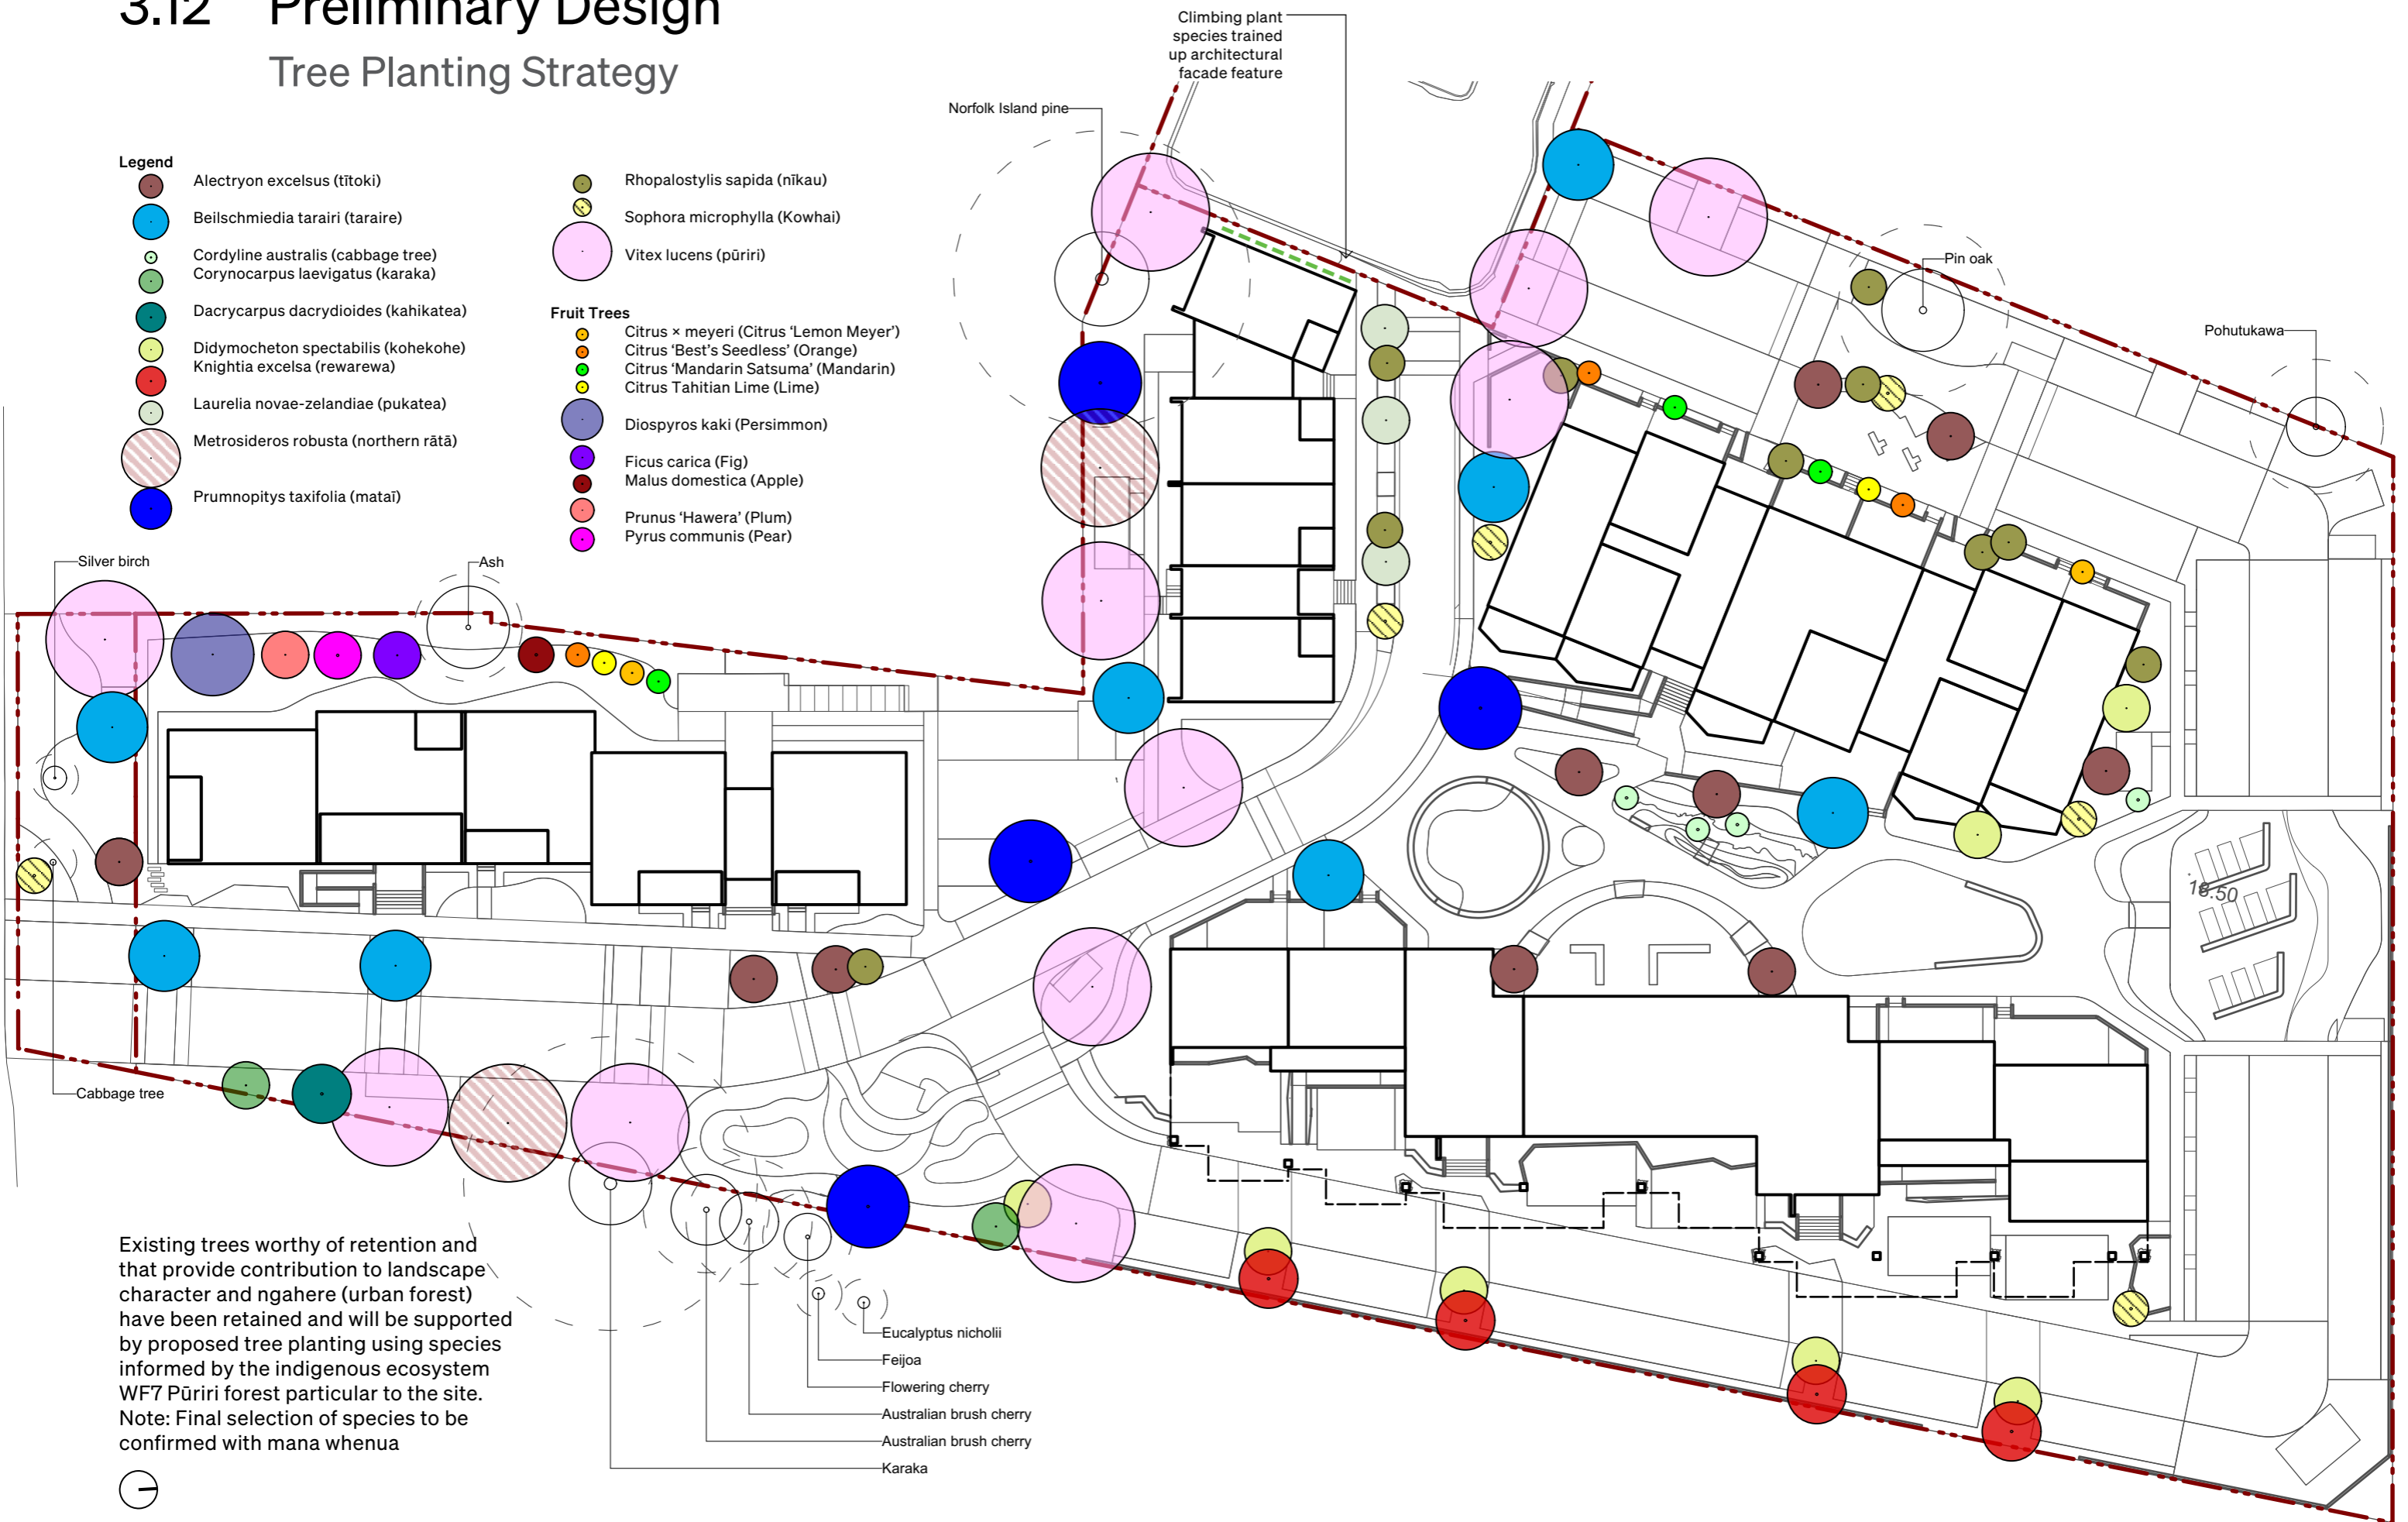 3.12 Preliminary Design
Tree Planting Strategy
Legend
Alectryon excelsus (tītoki)
Beilschmiedia tarairi (taraire)
Cordyline australis (cabbage tree)
Corynocarpus laevigatus (karaka)
Dacrycarpus dacrydioides (kahikatea)
Didymocheton spectabilis (kohekohe)
Knightia excelsa (rewarewa)
Laurelia novae-zelandiae (pukatea)
Metrosideros robusta (northern rātā)
Prumnopitys taxifolia (mataī)
Rhopalostylis sapida (nīkau)
Sophora microphylla (Kowhai)
Vitex lucens (pūriri)
Fruit Trees
Citrus × meyeri (Citrus ‘Lemon Meyer’)
Citrus ‘Best’s Seedless’ (Orange)
Citrus ‘Mandarin Satsuma’ (Mandarin)
Citrus Tahitian Lime (Lime)
Diospyros kaki (Persimmon)
Ficus carica (Fig)
Malus domestica (Apple)
Prunus ‘Hawera’ (Plum)
Pyrus communis (Pear)
Climbing plant
species trained
up architectural
facade feature
Norfolk Island pine
Pin oak
Pohutukawa
Silver birch
Ash
18.50
Cabbage tree
Existing trees worthy of retention and
that provide contribution to landscape
character and ngahere (urban forest)
have been retained and will be supported
by proposed tree planting using species
informed by the indigenous ecosystem
WF7 Pūriri forest particular to the site.
Note: Final selection of species to be
confirmed with mana whenua
Eucalyptus nicholii
Feijoa
Flowering cherry
Australian brush cherry
Australian brush cherry
Karaka